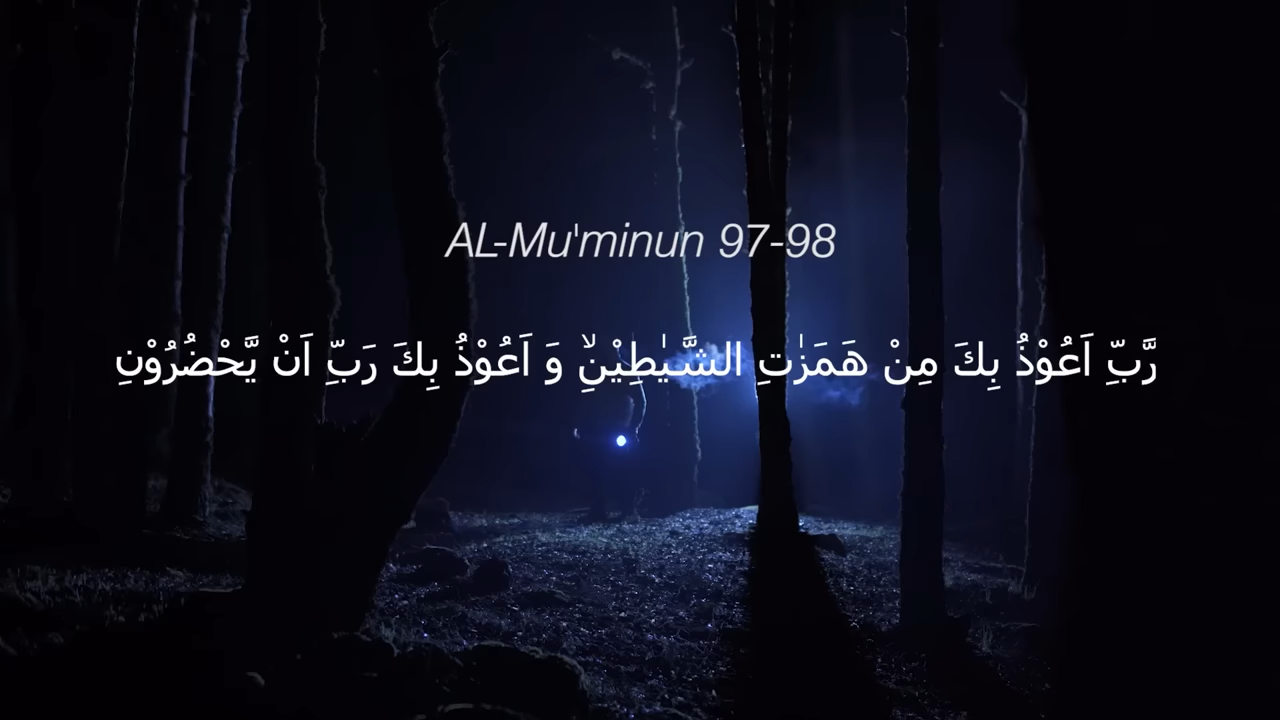 AL-Mu'minun 97-98
رَّبِّ اَعُوْذُ بِكَ مِنْ هَمَزٰتِ الشَّيٰطِيْنِۙ وَ اَعُوْذُ بِكَ رَبِّ اَنْ يَّحْضُرُوْنِ